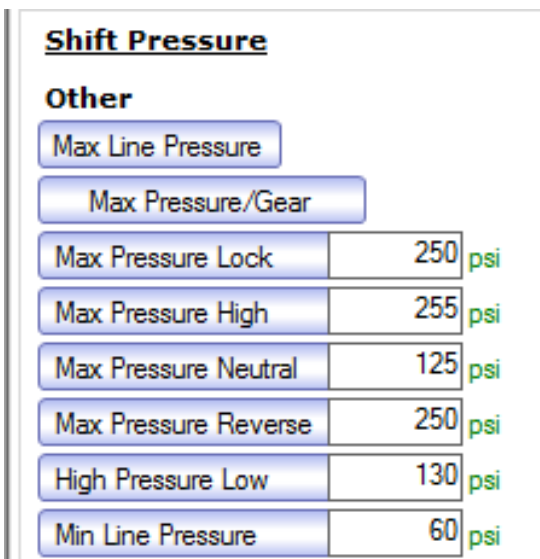 Shift Pressure
Other
Max Line Pressure
Max Pressure/Gear
Max Pressure Lock 250 psi
Max Pressure High 255 psi
Max Pressure Neutral 125 psi
Max Pressure Reverse 250 psi
High Pressure Low 130 psi
Min Line Pressure 60 psi